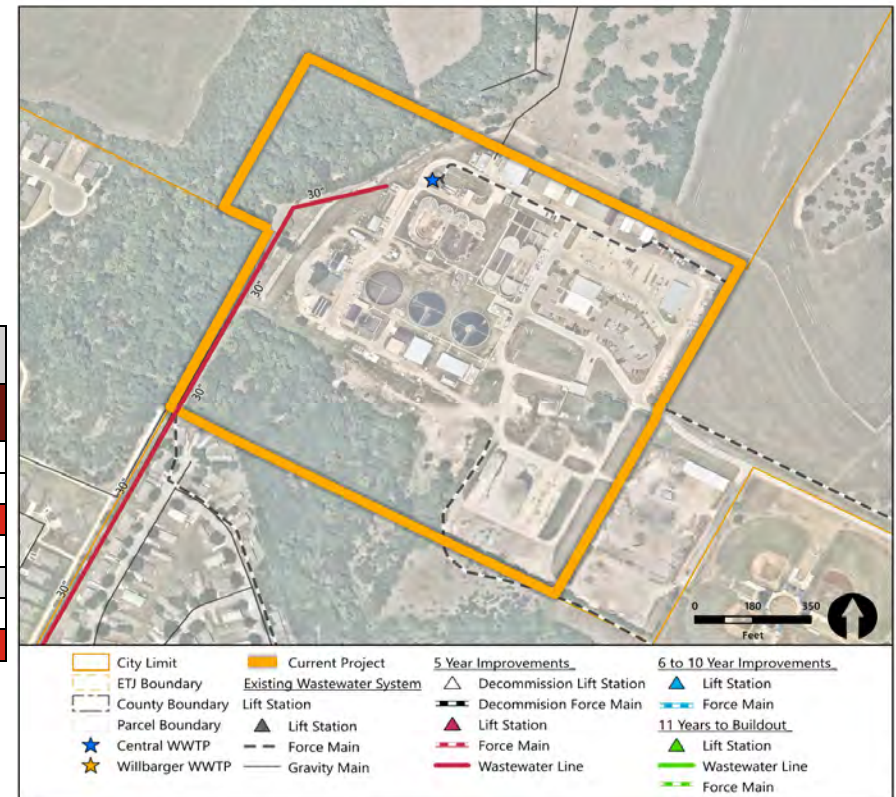 30"
30"
30"
30"
30"
0 180 350
Feet
City Limit
ETJ Boundary
County Boundary
Parcel Boundary
Central WWTP
Willbarger WWTP
Current Project
Existing Wastewater System
Lift Station
Lift Station
Force Main
Gravity Main
5 Year Improvements
Decommission Lift Station
Decommision Force Main
Lift Station
Force Main
Wastewater Line
6 to 10 Year Improvements
Lift Station
Force Main
11 Years to Buildout
Lift Station
Wastewater Line
Force Main